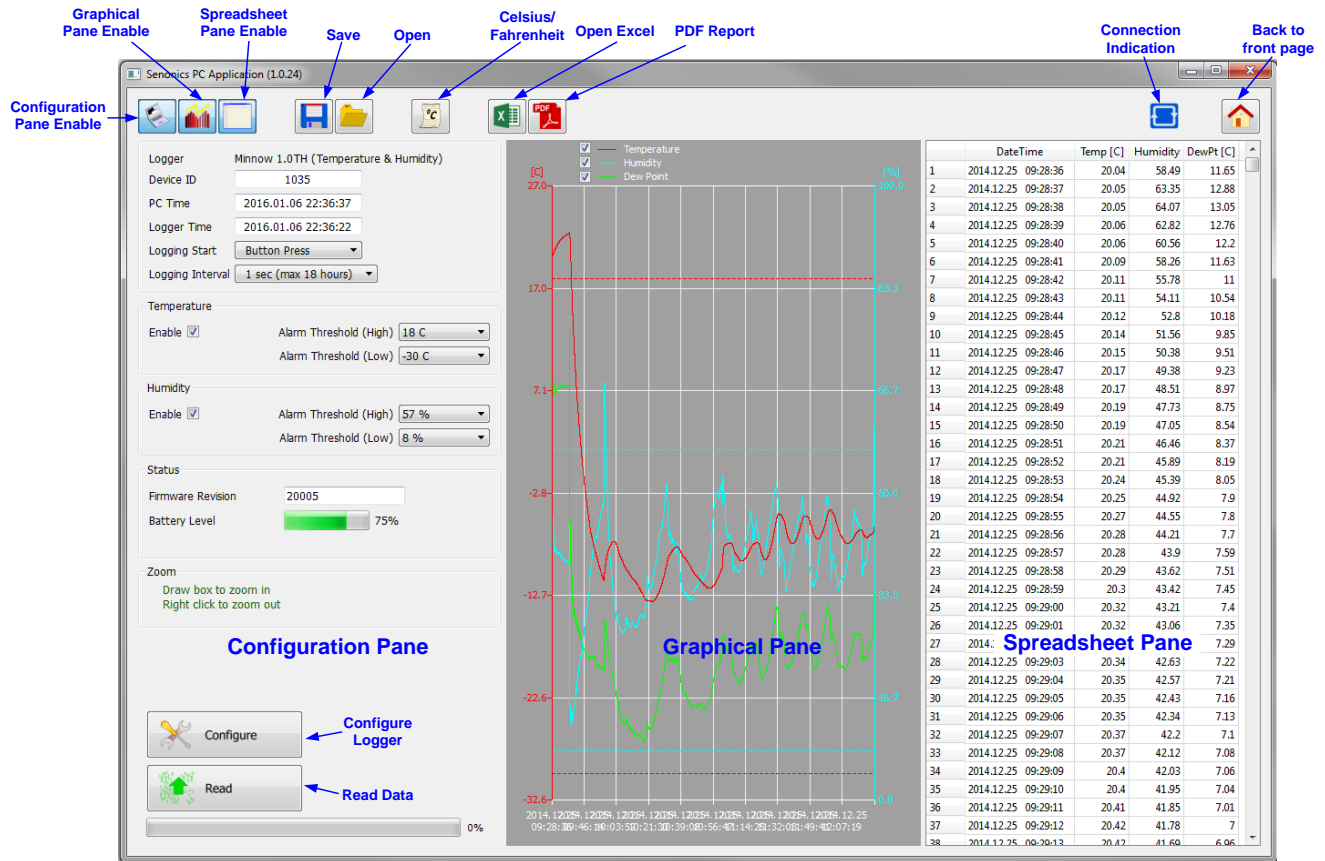 Graphical
Pane Enable
Spreadsheet
Pane Enable
Save
Open
Celsius/
Fahrenheit
Open Excel
PDF Report
Connection
Indication
Back to
front page
Configuration
Pane Enable
Senonics PC Application (1.0.24)
°C
X
PDF
Logger Minnow 1.0TH (Temperature & Humidity)
Device ID 1035
PC Time 2016.01.06 22:36:37
Logger Time 2016.01.06 22:36:22
Logging Start Button Press
Logging Interval 1 sec (max 18 hours)
Temperature
Enable Alarm Threshold (High) 18 C
Alarm Threshold (Low) -30 C
Humidity
Enable Alarm Threshold (High) 57 %
Alarm Threshold (Low) 8 %
Status
Firmware Revision 20005
Battery Level 75%
Zoom
Draw box to zoom in
Right click to zoom out
Configuration Pane
Configure
Configure
Logger
Read
Read Data
0%
Temperature
Humidity
Dew Point
[C] [%]
27.0 100.0
17.0 83.3
7.1 66.7
-2.8 50.0
-12.7 33.3
-22.6 16.7
-32.6 0.0
Graphical Pane
DateTime Temp [C] Humidity DewPt [C]
1 2014.12.25 09:28:36 20.04 58.49 11.65
2 2014.12.25 09:28:37 20.05 63.35 12.88
3 2014.12.25 09:28:38 20.05 64.07 13.05
4 2014.12.25 09:28:39 20.06 62.82 12.76
5 2014.12.25 09:28:40 20.06 60.56 12.2
6 2014.12.25 09:28:41 20.09 58.26 11.63
7 2014.12.25 09:28:42 20.11 55.78 11
8 2014.12.25 09:28:43 20.11 54.11 10.54
9 2014.12.25 09:28:44 20.12 52.8 10.18
10 2014.12.25 09:28:45 20.14 51.56 9.85
11 2014.12.25 09:28:46 20.15 50.38 9.51
12 2014.12.25 09:28:47 20.17 49.38 9.23
13 2014.12.25 09:28:48 20.17 48.51 8.97
14 2014.12.25 09:28:49 20.19 47.73 8.75
15 2014.12.25 09:28:50 20.19 47.05 8.54
16 2014.12.25 09:28:51 20.21 46.46 8.37
17 2014.12.25 09:28:52 20.21 45.89 8.19
18 2014.12.25 09:28:53 20.24 45.39 8.05
19 2014.12.25 09:28:54 20.25 44.92 7.9
20 2014.12.25 09:28:55 20.27 44.55 7.8
21 2014.12.25 09:28:56 20.28 44.21 7.7
22 2014.12.25 09:28:57 20.28 43.9 7.59
23 2014.12.25 09:28:58 20.29 43.62 7.51
24 2014.12.25 09:28:59 20.3 43.42 7.45
25 2014.12.25 09:29:00 20.32 43.21 7.4
26 2014.12.25 09:29:01 20.32 43.06 7.35
27 2014. 7.29
Spreadsheet Pane
28 2014.12.25 09:29:03 20.34 42.63 7.22
29 2014.12.25 09:29:04 20.35 42.57 7.21
30 2014.12.25 09:29:05 20.35 42.43 7.16
31 2014.12.25 09:29:06 20.35 42.34 7.13
32 2014.12.25 09:29:07 20.37 42.2 7.1
33 2014.12.25 09:29:08 20.37 42.12 7.08
34 2014.12.25 09:29:09 20.4 42.03 7.06
35 2014.12.25 09:29:10 20.4 41.95 7.04
36 2014.12.25 09:29:11 20.41 41.85 7.01
37 2014.12.25 09:29:12 20.42 41.78 7
38 2014.12.25 09:29:13 20.42 41.69 6.96